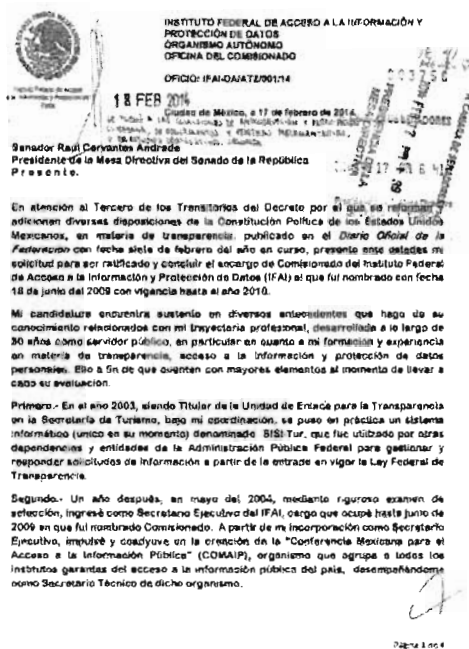 INSTITUTO FEDERAL DE ACCESO A LA INFORMACIÓN Y
PROTECCIÓN DE DATOS
ÓRGANISMO AUTÓNOMO
OFICINA DEL COMISIONADO
OFICIO: IFAI-OA/ATZ/001/14
18 FEB 2014
Ciudad de México, a 17 de febrero de 2014.
Senador Raúl Cervantes Andrade
Presidente de la Mesa Directiva del Senado de la República
P r e s e n t e.
En atención al Tercero de los Transitorios del Decreto por el que se reforman y
adicionan diversas disposiciones de la Constitución Política de los Estados Unidos
Mexicanos, en materia de transparencia, publicado en el Diario Oficial de la
Federación con fecha siete de febrero del año en curso, presento ante ustedes mi
solicitud para ser ratificado y concluir el encargo de Comisionado del Instituto Federal
de Acceso a la Información y Protección de Datos (IFAI) al que fui nombrado con fecha
18 de junio del 2009 con vigencia hasta el año 2016.
Mi candidatura encuentra sustento en diversos antecedentes que hago de su
conocimiento relacionados con mi trayectoria profesional, desarrollada a lo largo de
30 años como servidor público, en particular en cuanto a mi formación y experiencia
en materia de transparencia, acceso a la información y protección de datos
personales. Ello a fin de que cuenten con mayores elementos al momento de llevar a
cabo su evaluación.
Primero.- En el año 2003, siendo Titular de la Unidad de Enlace para la Transparencia
en la Secretaría de Turismo, bajo mi coordinación, se puso en práctica un sistema
informático (único en su momento) denominado SISITur, que fue utilizado por otras
dependencias y entidades de la Administración Pública Federal para gestionar y
responder solicitudes de información a partir de la entrada en vigor la Ley Federal de
Transparencia.
Segundo.- Un año después, en mayo del 2004, mediante riguroso examen de
selección, ingresé como Secretario Ejecutivo del IFAI, cargo que ocupé hasta junio de
2009 en que fui nombrado Comisionado. A partir de mi incorporación como Secretario
Ejecutivo, impulsé y coadyuve en la creación de la "Conferencia Mexicana para el
Acceso a la Información Pública" (COMAIP), organismo que agrupa a todos los
institutos garantes del acceso a la información pública del país, desempeñándome
como Secretario Técnico de dicho organismo.
Página 1 de 4